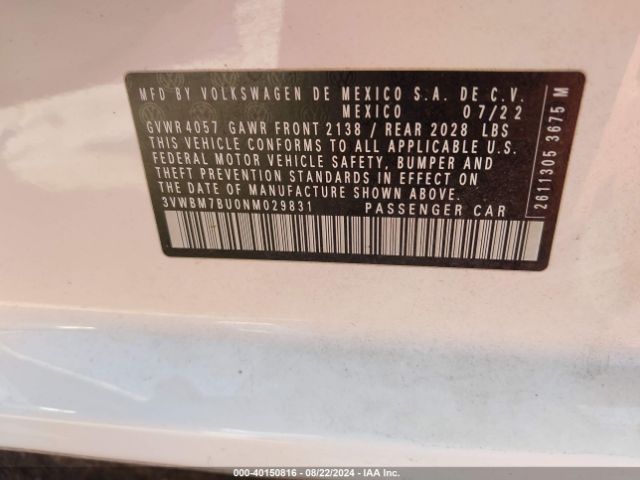 MFD BY VOLKSWAGEN DE MEXICO S.A. DE C.V.
MEXICO 07/22
GVWR 4057 GAWR FRONT 2138 / REAR 2028 LBS
THIS VEHICLE CONFORMS TO ALL APPLICABLE U.S.
FEDERAL MOTOR VEHICLE SAFETY, BUMPER AND
THEFT PREVENTION STANDARDS IN EFFECT ON
THE DATE OF MANUFACTURE SHOWN ABOVE.
3VWBM7BU0NM029831 PASSENGER CAR
2611305 3675 M
000-40150816 - 08/22/2024 - IAA Inc.